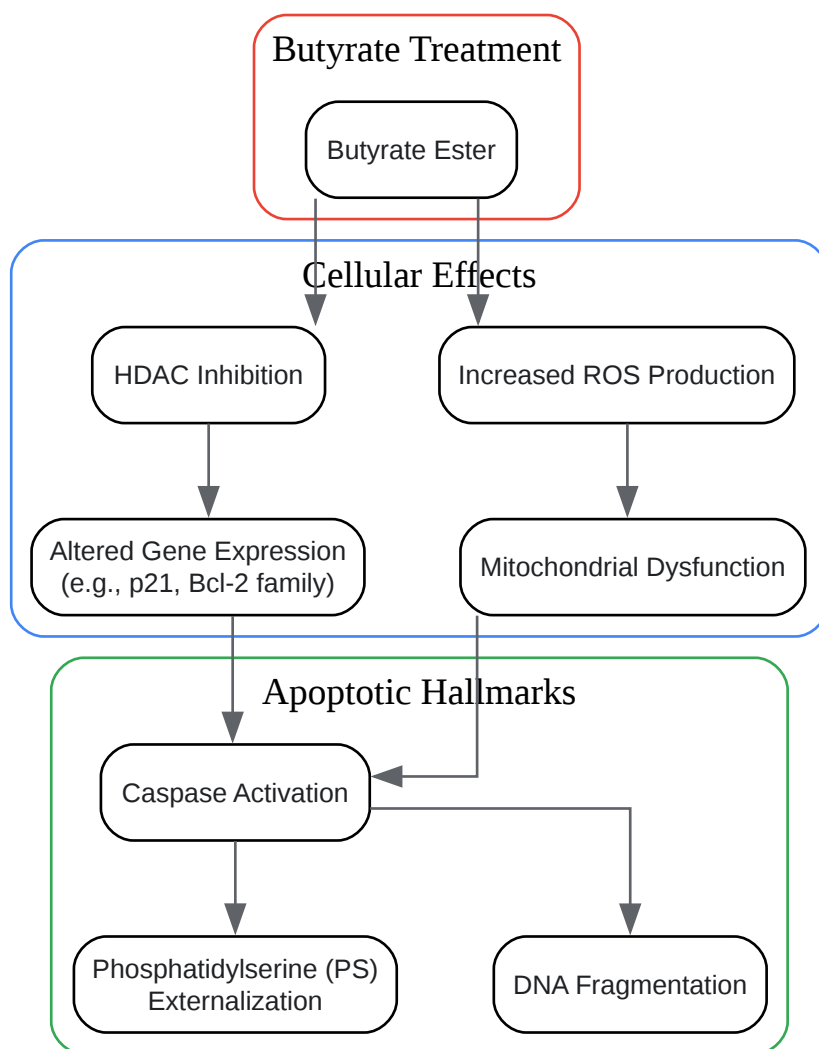 Butyrate Treatment
Butyrate Ester
Cellular Effects
HDAC Inhibition
Increased ROS Production
Altered Gene Expression
(e.g., p21, Bcl-2 family)
Mitochondrial Dysfunction
Apoptotic Hallmarks
Caspase Activation
Phosphatidylserine (PS)
Externalization
DNA Fragmentation